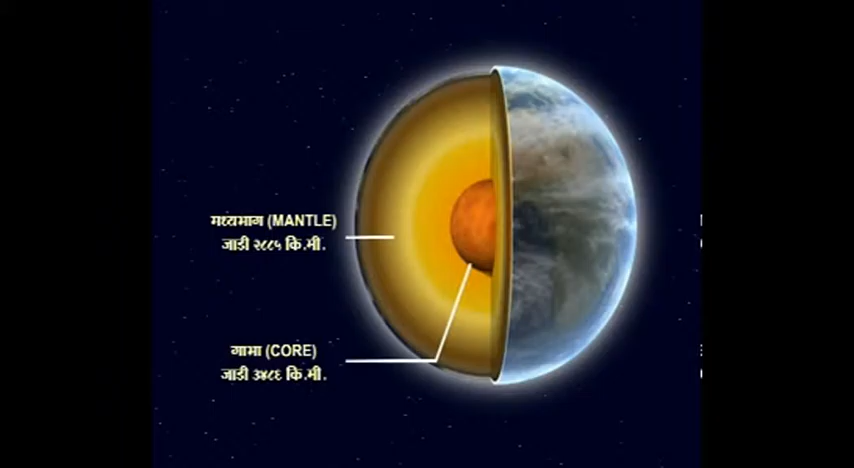 मध्यभाग (MANTLE)
जाडी २८८५ कि.मी.
गाभा (CORE)
जाडी ३४८६ कि.मी.